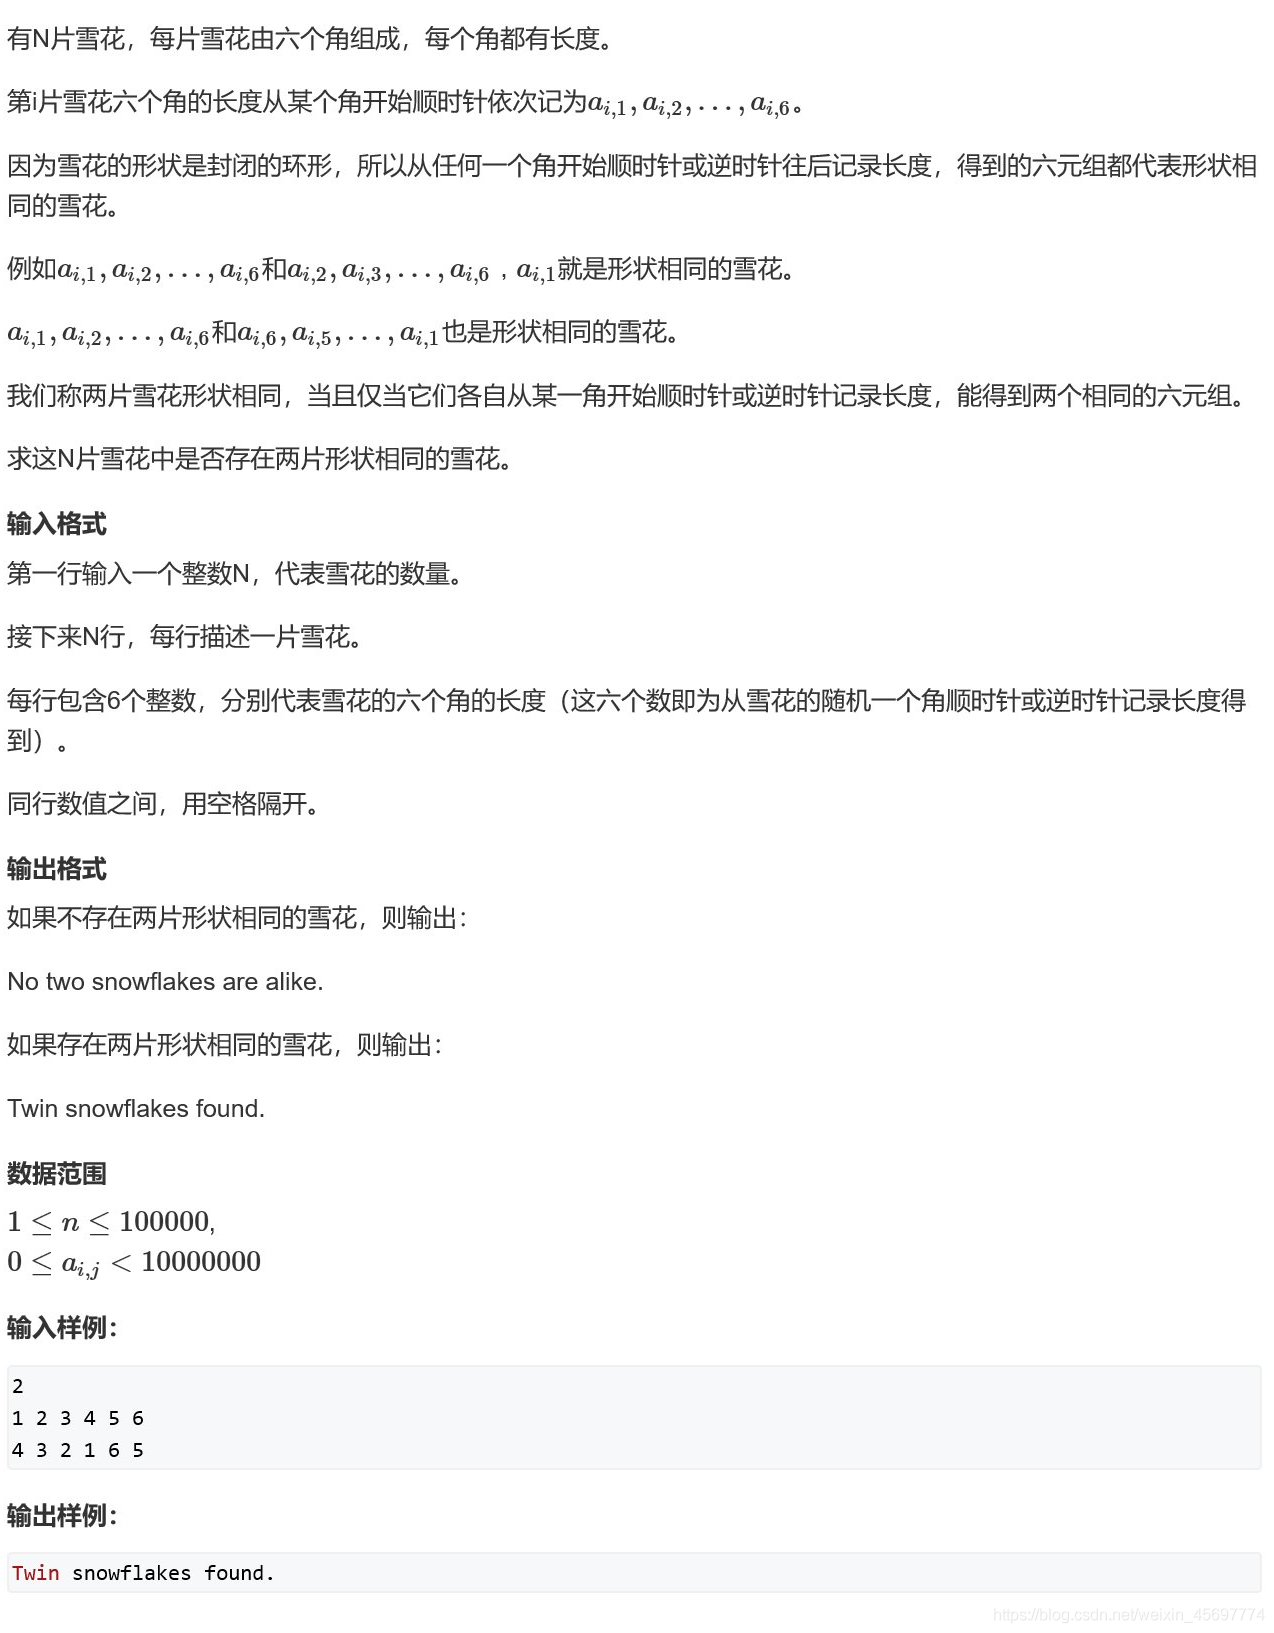 有N片雪花，每片雪花由六个角组成，每个角都有长度。
第i片雪花六个角的长度从某个角开始顺时针依次记为a_{i,1}, a_{i,2}, ..., a_{i,6}。
因为雪花的形状是封闭的环形，所以从任何一个角开始顺时针或逆时针往后记录长度，得到的六元组都代表形状相
同的雪花。
例如a_{i,1}, a_{i,2}, ..., a_{i,6}和a_{i,2}, a_{i,3}, ..., a_{i,6}，a_{i,1}就是形状相同的雪花。
a_{i,1}, a_{i,2}, ..., a_{i,6}和a_{i,6}, a_{i,5}, ..., a_{i,1}也是形状相同的雪花。
我们称两片雪花形状相同，当且仅当它们各自从某一角开始顺时针或逆时针记录长度，能得到两个相同的六元组。
求这N片雪花中是否存在两片形状相同的雪花。
输入格式
第一行输入一个整数N，代表雪花的数量。
接下来N行，每行描述一片雪花。
每行包含6个整数，分别代表雪花的六个角的长度（这六个数即为从雪花的随机一个角顺时针或逆时针记录长度得
到）。
同行数值之间，用空格隔开。
输出格式
如果不存在两片形状相同的雪花，则输出：
No two snowflakes are alike.
如果存在两片形状相同的雪花，则输出：
Twin snowflakes found.
数据范围
1 ≤ n ≤ 100000,
0 ≤ a_{i,j} < 10000000
输入样例：
2
1 2 3 4 5 6
4 3 2 1 6 5
输出样例：
Twin snowflakes found.
https://blog.csdn.net/weixin_45697774